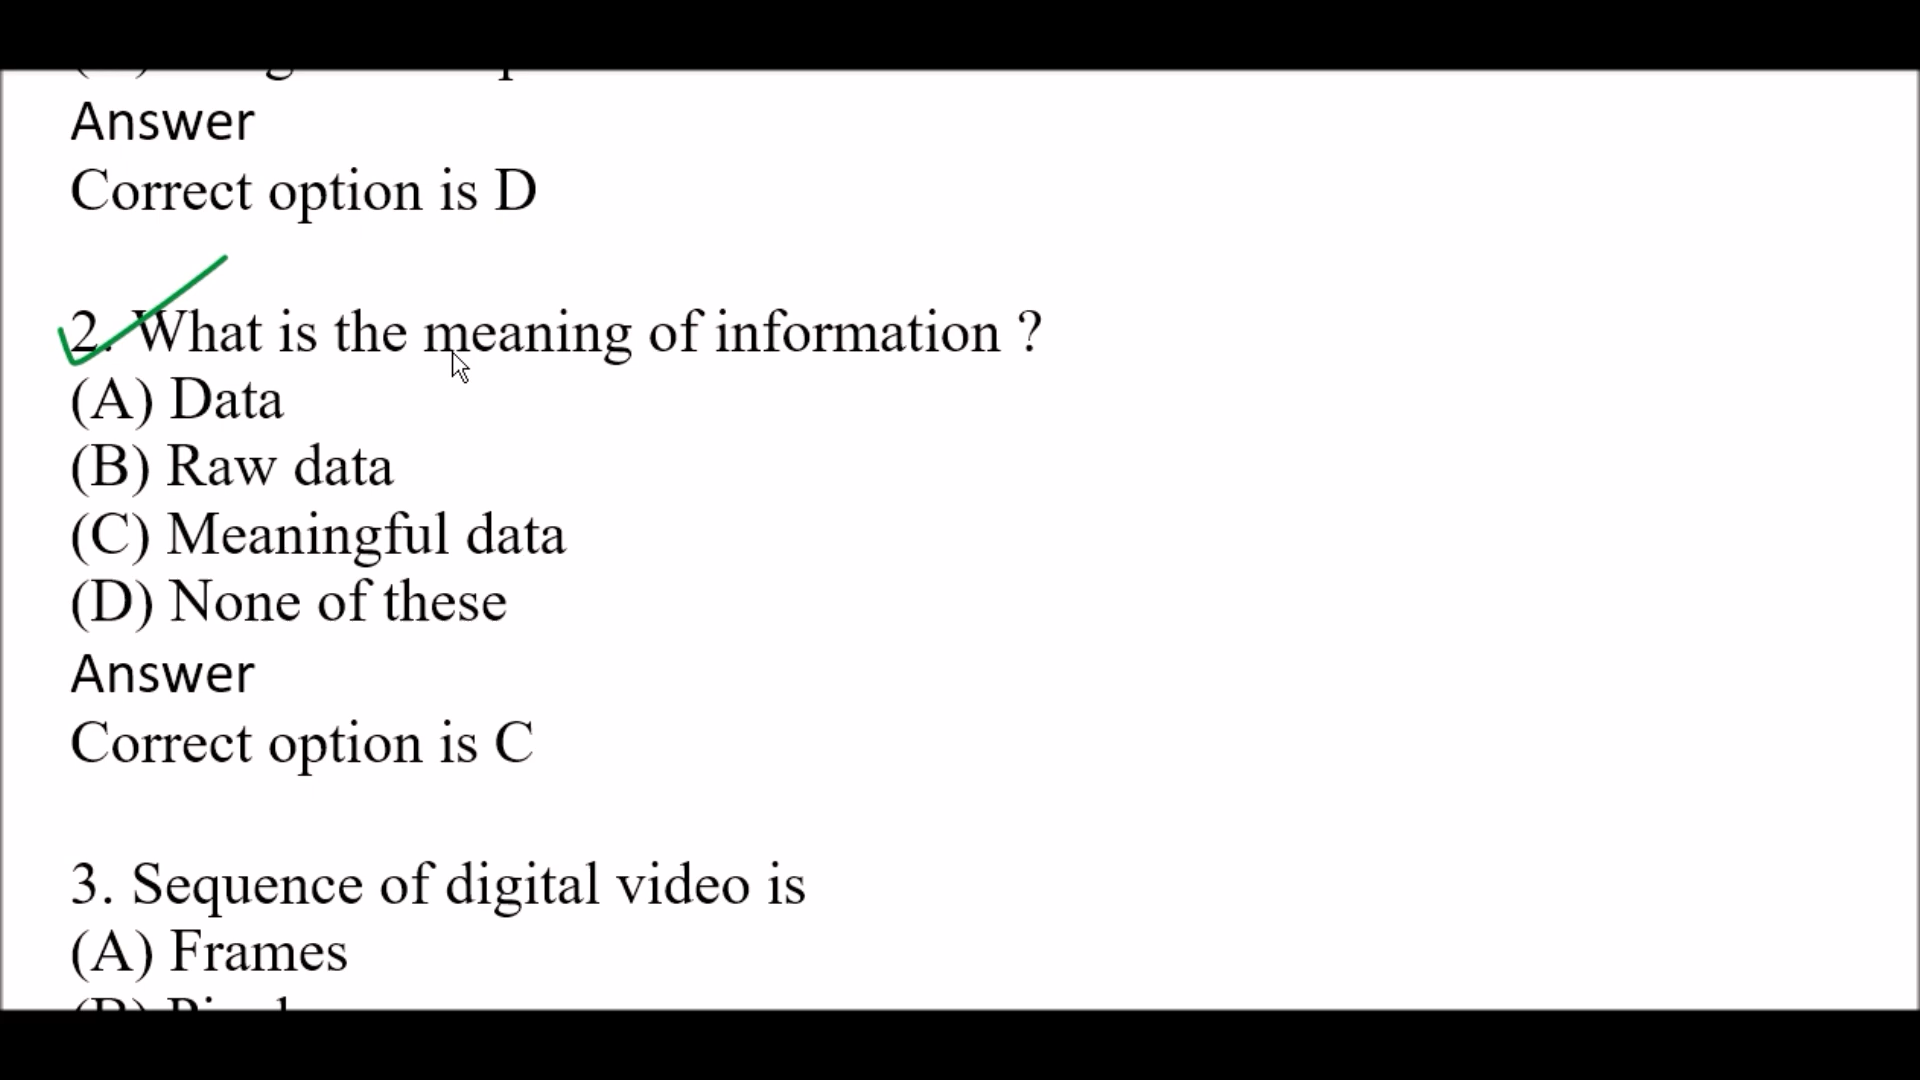 Answer
Correct option is D
2. What is the meaning of information ?
(A) Data
(B) Raw data
(C) Meaningful data
(D) None of these
Answer
Correct option is C
3. Sequence of digital video is
(A) Frames